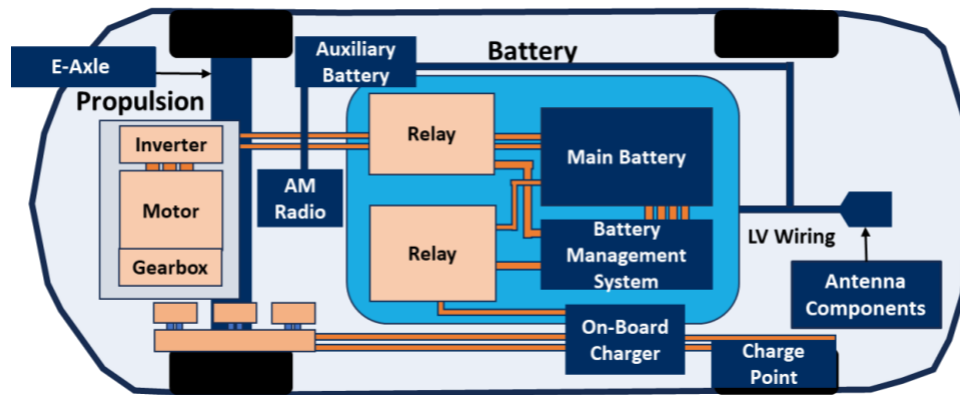 E-Axle
Auxiliary
Battery
Battery
Propulsion
Inverter
Relay
Main Battery
AM
Radio
Motor
Gearbox
Relay
Battery
Management
System
LV Wiring
Antenna
Components
On-Board
Charger
Charge
Point